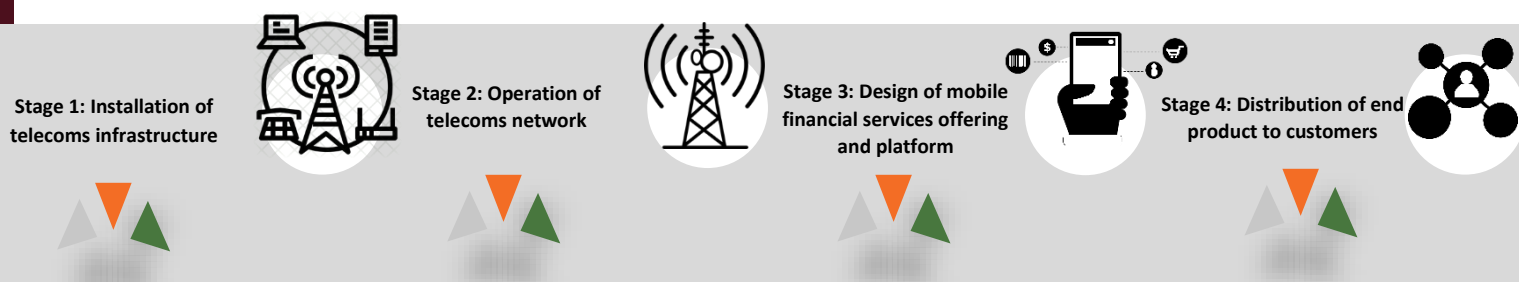 Stage 1: Installation of
telecoms infrastructure
Stage 2: Operation of
telecoms network
Stage 3: Design of mobile
financial services offering
and platform
Stage 4: Distribution of end
product to customers
$